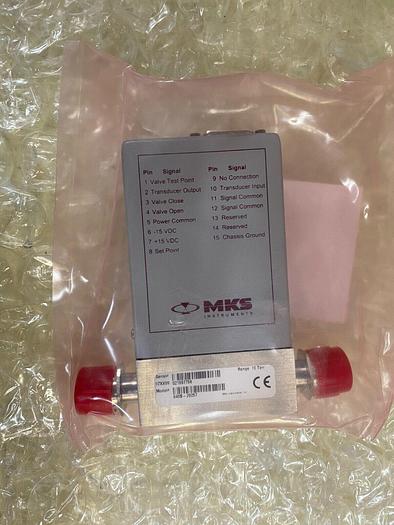 Pin Signal
1 Valve Test Point
2 Transducer Output
3 Valve Close
4 Valve Open
5 Power Common
6 -15 VDC
7 +15 VDC
8 Set Point
Pin Signal
9 No Connection
10 Transducer Input
11 Signal Common
12 Signal Common
13 Reserved
14 Reserved
15 Chassis Ground
MKS
INSTRUMENTS
Range
CE